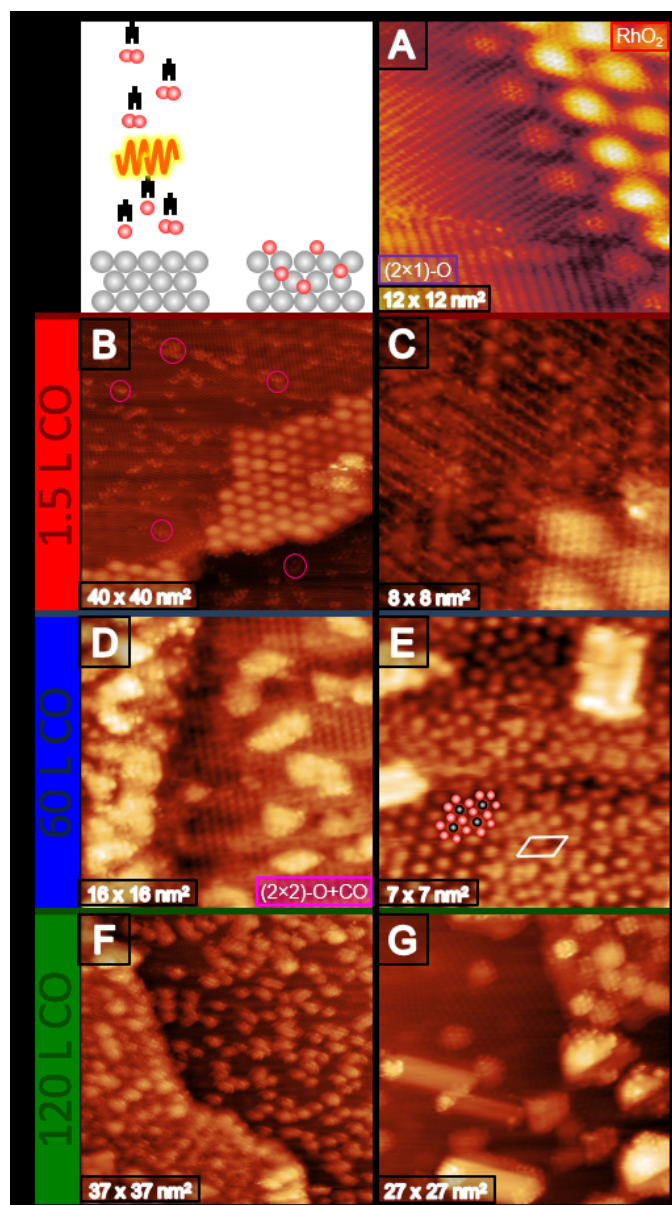 A
RhO₂
(2×1)-O
12 x 12 nm²
1.5 L CO
B
40 x 40 nm²
C
8 x 8 nm²
60 L CO
D
16 x 16 nm²
(2×2)-O+CO
E
7 x 7 nm²
120 L CO
F
37 x 37 nm²
G
27 x 27 nm²